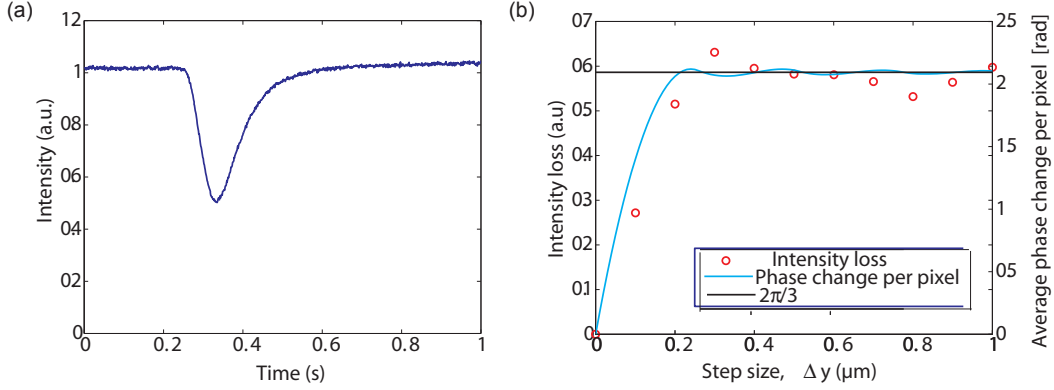 (a)
12
1
08
06
04
02
0
0 0.2 0.4 0.6 0.8 1
Intensity (a.u.)
Time (s)
(b)
07
06
05
04
03
02
0.1
0
25
20
15
1
05
0
0 0.2 0.4 0.6 0.8 1
Intensity loss (a.u)
Average phase change per pixel [rad]
Step size, Δ y (μm)
Intensity loss
Phase change per pixel
2π/3